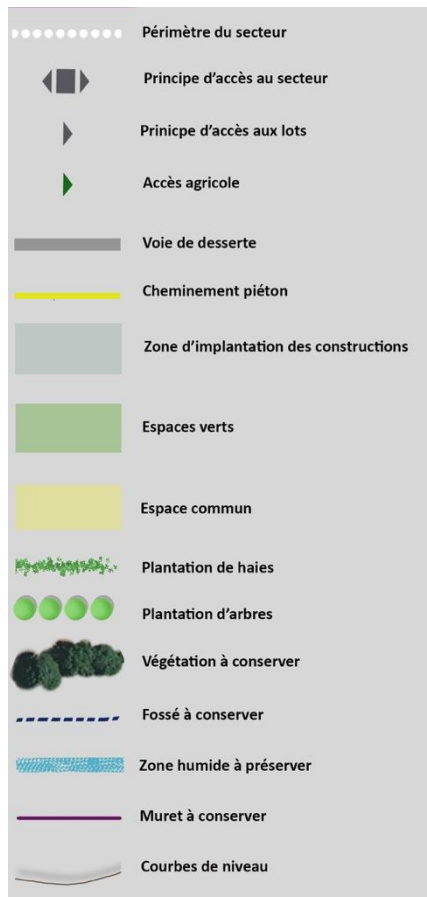 Périmètre du secteur
Principe d'accès au secteur
Prinicpe d'accès aux lots
Accès agricole
Voie de desserte
Cheminement piéton
Zone d'implantation des constructions
Espaces verts
Espace commun
Plantation de haies
Plantation d'arbres
Végétation à conserver
Fossé à conserver
Zone humide à préserver
Muret à conserver
Courbes de niveau